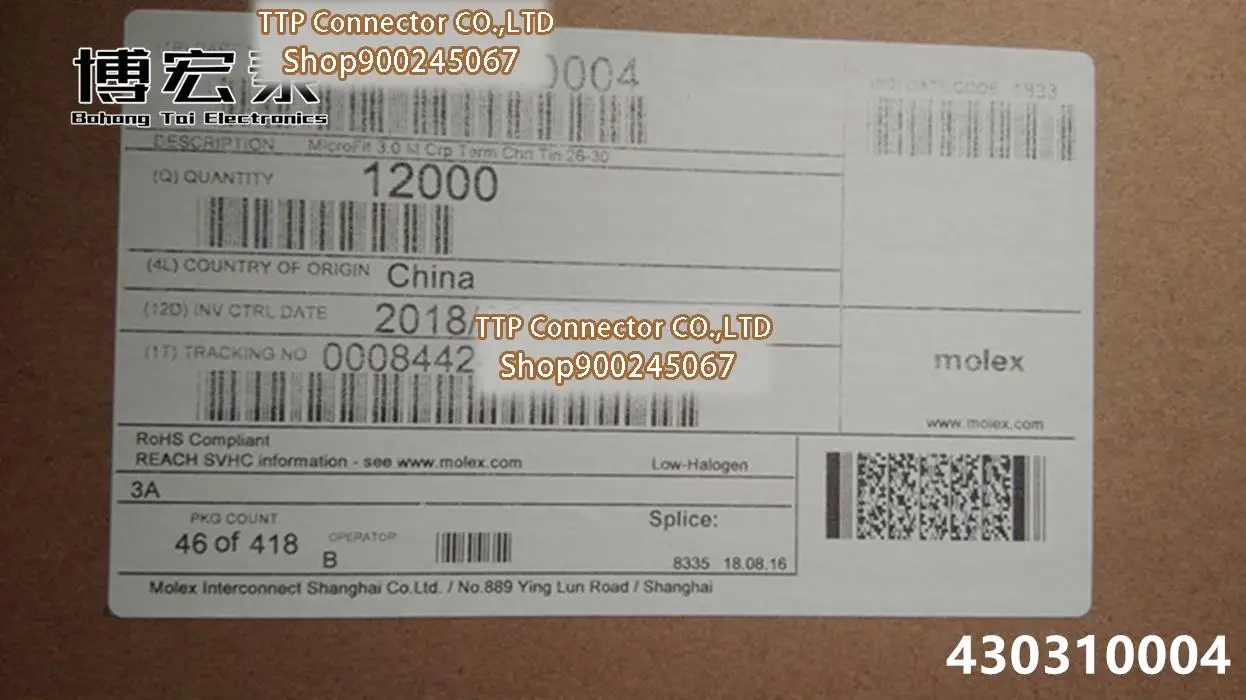 TTP Connector CO.,LTD
Shop900245067
博宏泰
Bohong Tai Electronics
0004
DATE CODE 1833
DESCRIPTION MicroFit 3.0 M Crp Term Chn Tin 26-30
(Q) QUANTITY 12000
(4L) COUNTRY OF ORIGIN China
(12D) INV CTRL DATE 2018/
TTP Connector CO.,LTD
(1T) TRACKING NO 0008442
Shop900245067
molex
www.molex.com
RoHS Compliant
REACH SVHC information - see www.molex.com
Low-Halogen
3A
PKG COUNT
46 of 418
OPERATOR
B
Splice:
8335 18.08.16
Molex Interconnect Shanghai Co.Ltd. / No.889 Ying Lun Road / Shanghai
430310004